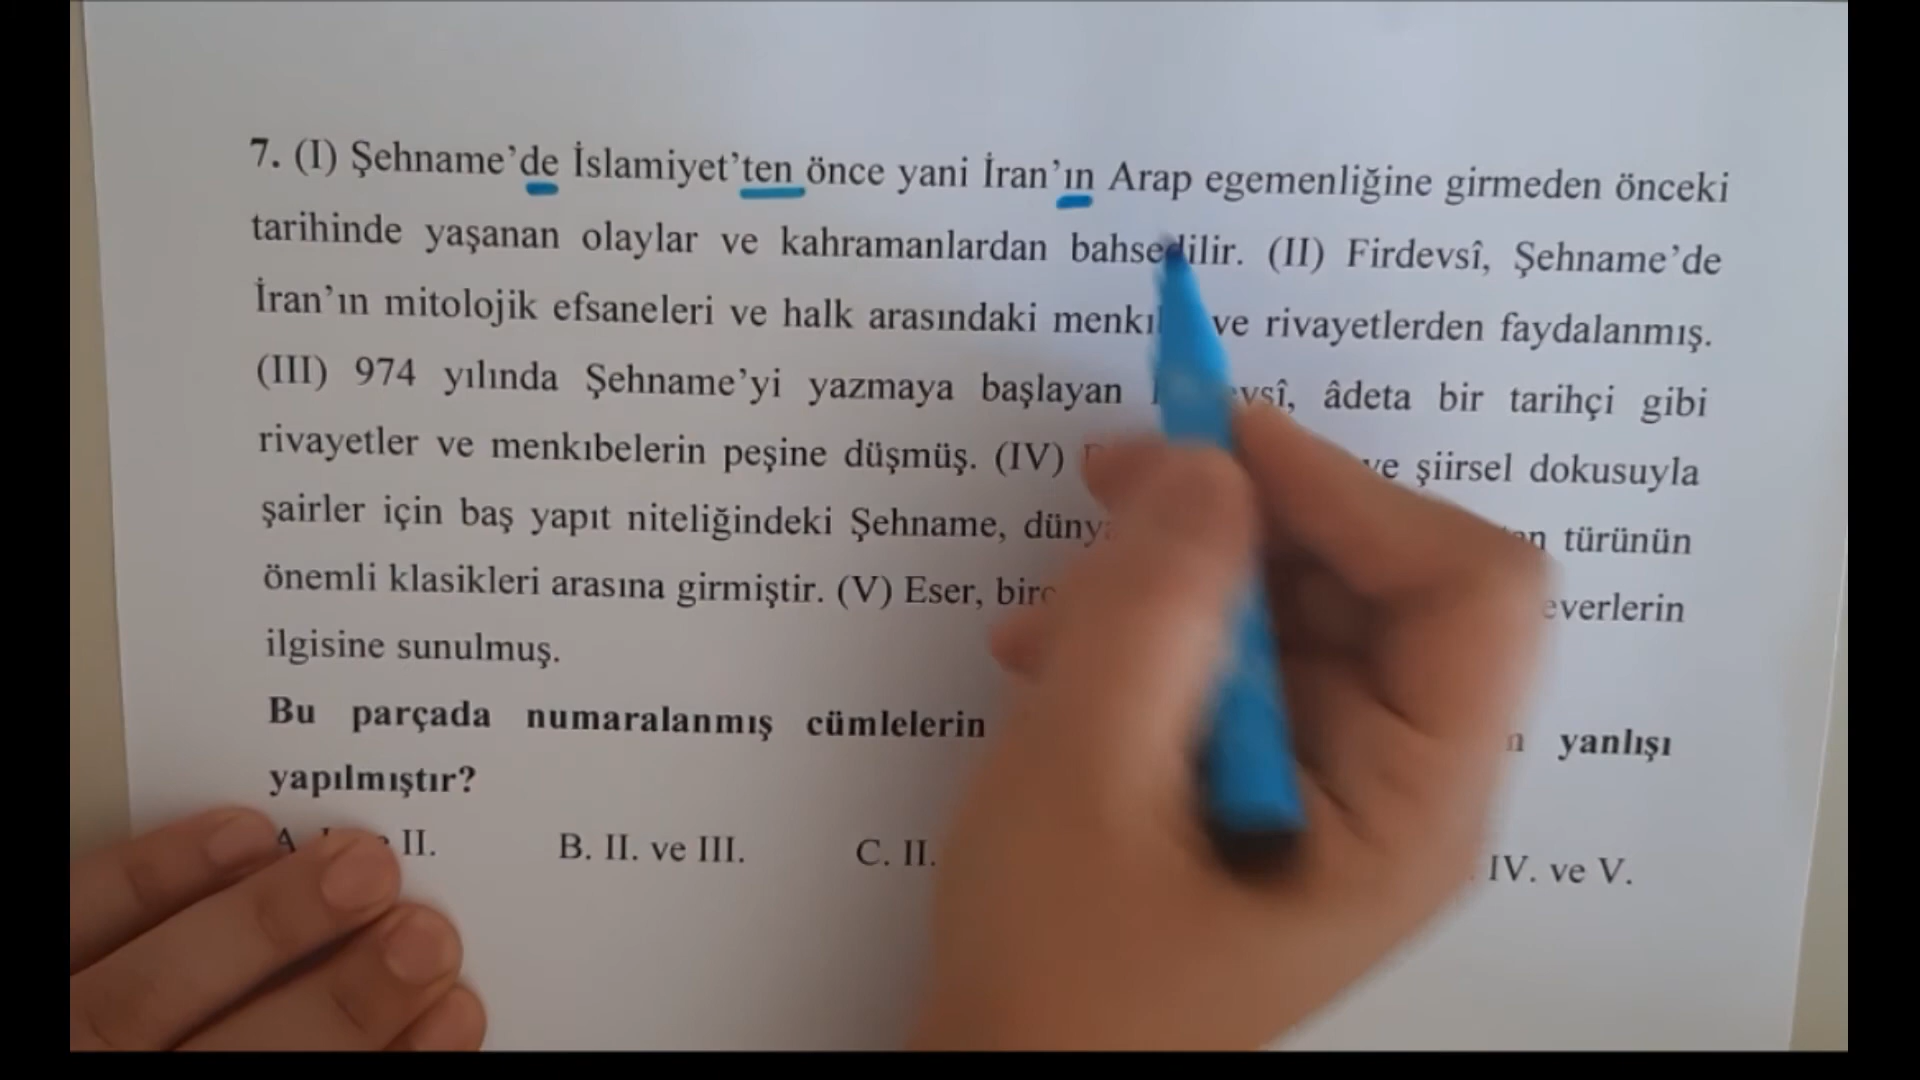 7. (I) Şehname’de İslamiyet’ten önce yani İran’ın Arap egemenliğine girmeden önceki
tarihinde yaşanan olaylar ve kahramanlardan bahsedilir. (II) Firdevsî, Şehname’de
İran’ın mitolojik efsaneleri ve halk arasındaki ve rivayetlerden faydalanmış.
(III) 974 yılında Şehname’yi yazmaya başlayan âdeta bir tarihçi gibi
rivayetler ve menkıbelerin peşine düşmüş. (IV) ve şiirsel dokusuyla
şairler için baş yapıt niteliğindeki Şehname, türünün
önemli klasikleri arasına girmiştir. (V) Eser,
ilgisine sunulmuş.
Bu parçada numaralanmış cümlelerin yanlışı
yapılmıştır?
II. B. II. ve III. C. II. IV. ve V.